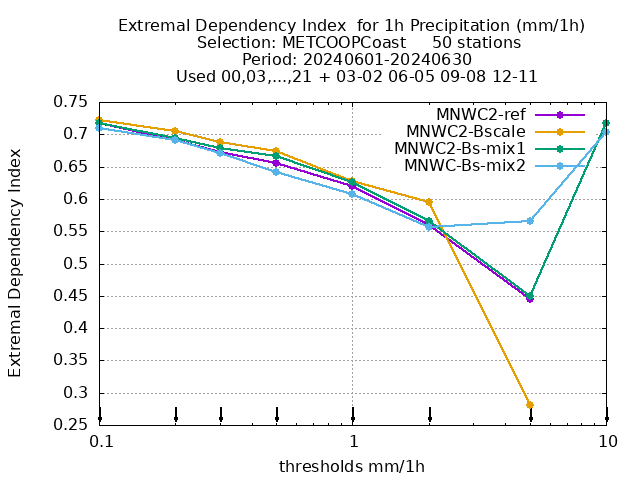 Extremal Dependency Index  for 1h Precipitation (mm/1h)
Selection: METCOOPCoast     50 stations
Period: 20240601-20240630
Used 00,03,...,21 + 03-02 06-05 09-08 12-11
MNWC2-ref
MNWC2-Bscale
MNWC2-Bs-mix1
MNWC-Bs-mix2
Extremal Dependency Index
0.75
0.7
0.65
0.6
0.55
0.5
0.45
0.4
0.35
0.3
0.25
0.1
1
10
thresholds mm/1h